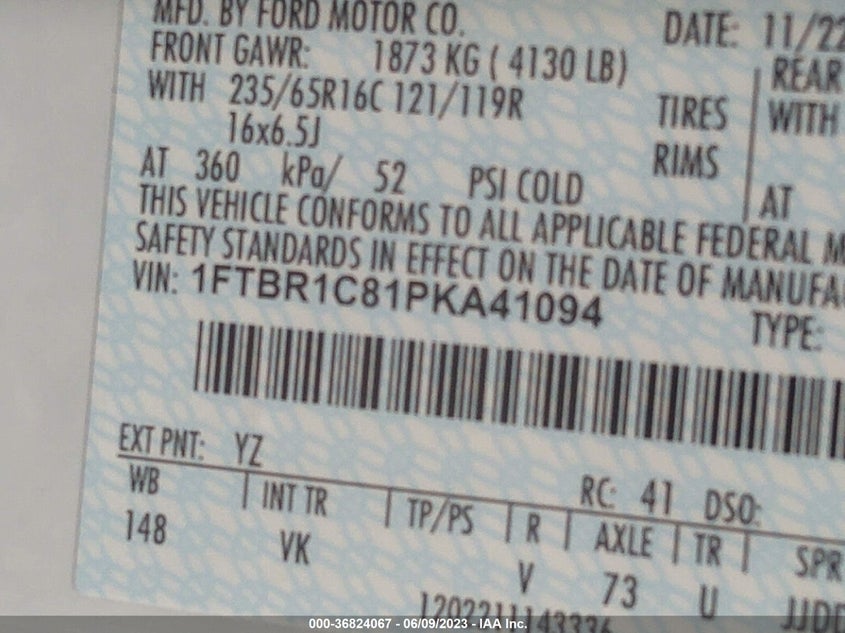 MFD. BY FORD MOTOR CO.
DATE: 11/22
FRONT GAWR: 1873 KG ( 4130 LB)
REAR
WITH 235/65R16C 121/119R TIRES
WITH
16x6.5J RIMS
AT 360 kPa/ 52 PSI COLD
AT
THIS VEHICLE CONFORMS TO ALL APPLICABLE FEDERAL M
SAFETY STANDARDS IN EFFECT ON THE DATE OF MANUFA
VIN: 1FTBR1C81PKA41094
TYPE:
EXT PNT: YZ RC: 41 DSO:
WB INT TR TP/PS R AXLE TR SPR
148 VK V 73 U JJDD
1202211143336
000-36824067 - 06/09/2023 - IAA Inc.